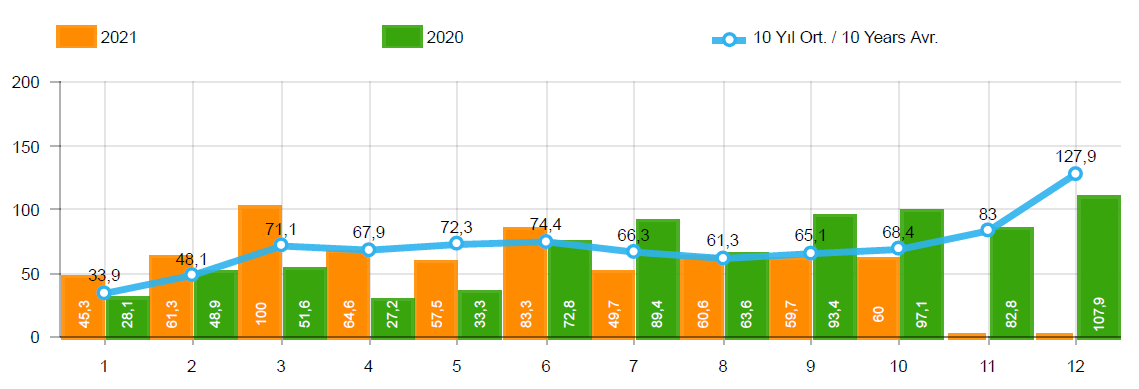 2021 2020 10 Yıl Ort. / 10 Years Avr.
200
150
100
50
0
33,9 48,1 71,1 67,9 72,3 74,4 66,3 61,3 65,1 68,4 83 127,9
45,3 28,1 61,3 48,9 100 51,6 64,6 27,2 57,5 33,3 83,3 72,8 49,7 89,4 60,6 63,6 59,7 93,4 60 97,1 82,8 107,9
1 2 3 4 5 6 7 8 9 10 11 12